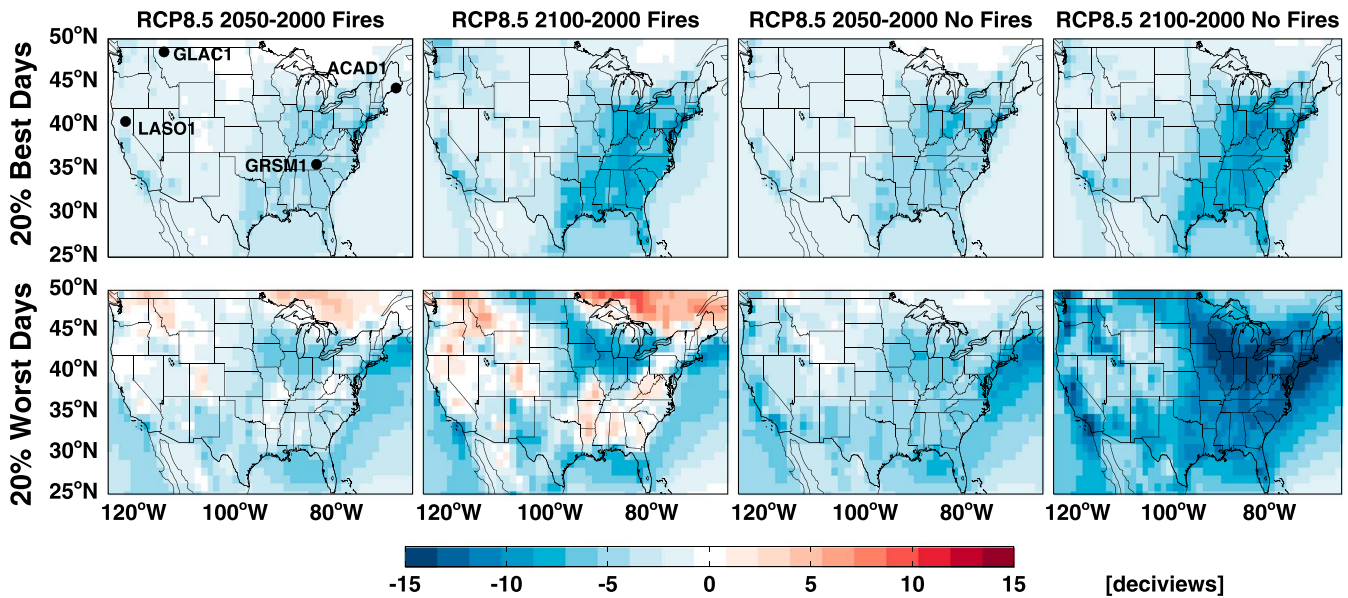 RCP8.5 2050-2000 Fires
RCP8.5 2100-2000 Fires
RCP8.5 2050-2000 No Fires
RCP8.5 2100-2000 No Fires
20% Best Days
50°N
45°N
40°N
35°N
30°N
25°N
GLAC1
ACAD1
LASO1
GRSM1
20% Worst Days
50°N
45°N
40°N
35°N
30°N
25°N
120°W 100°W 80°W
120°W 100°W 80°W
120°W 100°W 80°W
120°W 100°W 80°W
-15 -10 -5 0 5 10 15
[deciviews]